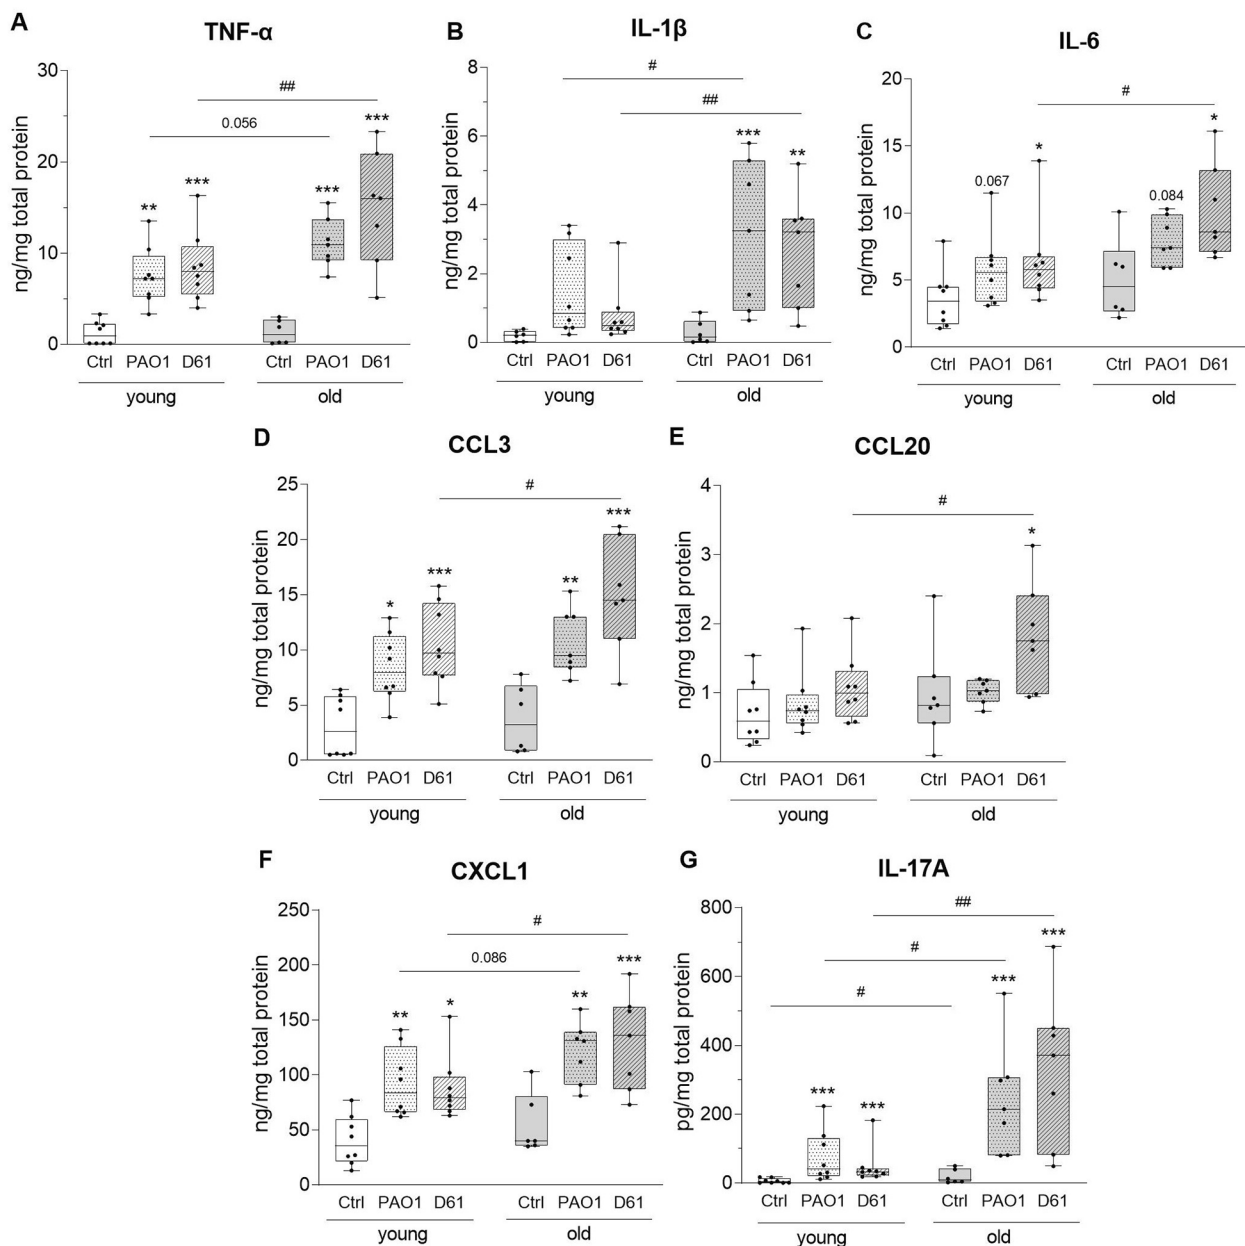 A
TNF-α
30
20
10
0
ng/mg total protein
##
0.056
**
***
***
***
Ctrl PAO1 D61 Ctrl PAO1 D61
young old
B
IL-1β
8
6
4
2
0
ng/mg total protein
#
##
***
**
Ctrl PAO1 D61 Ctrl PAO1 D61
young old
C
IL-6
20
15
10
5
0
ng/mg total protein
#
*
*
0.067
0.084
Ctrl PAO1 D61 Ctrl PAO1 D61
young old
D
CCL3
25
20
15
10
5
0
ng/mg total protein
#
*
***
**
***
Ctrl PAO1 D61 Ctrl PAO1 D61
young old
E
CCL20
4
3
2
1
0
ng/mg total protein
#
*
Ctrl PAO1 D61 Ctrl PAO1 D61
young old
F
CXCL1
250
200
150
100
50
0
ng/mg total protein
#
0.086
**
*
**
***
Ctrl PAO1 D61 Ctrl PAO1 D61
young old
G
IL-17A
800
600
400
200
0
pg/mg total protein
##
#
#
***
***
***
***
Ctrl PAO1 D61 Ctrl PAO1 D61
young old